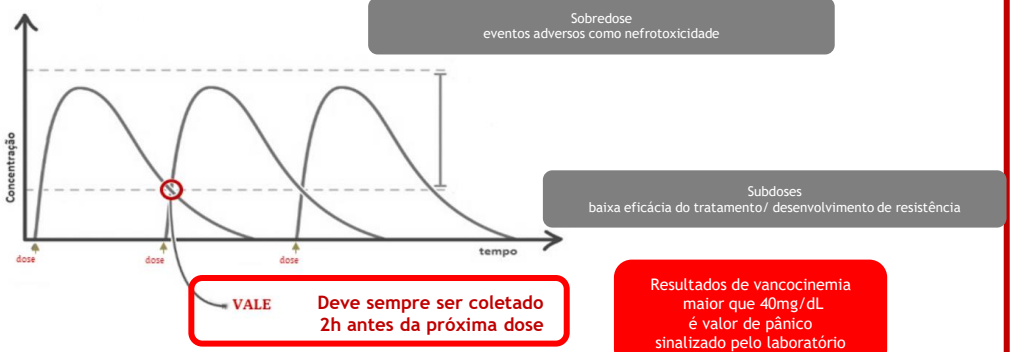 Sobredose
eventos adversos como nefrotoxicidade
Concentração
Subdoses
baixa eficácia do tratamento/ desenvolvimento de resistência
tempo
dose
dose
dose
VALE
Deve sempre ser coletado
2h antes da próxima dose
Resultados de vancocinemia
maior que 40mg/dL
é valor de pânico
sinalizado pelo laboratório